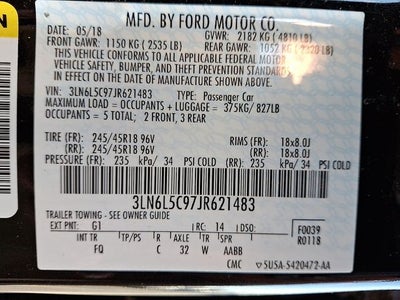 MFD. BY FORD MOTOR CO.
DATE: 05/18 GVWR: 2182 KG (4810 LB)
FRONT GAWR: 1150 KG (2535 LB) REAR GAWR: 1052 KG (2320 LB)
THIS VEHICLE CONFORMS TO ALL APPLICABLE FEDERAL MOTOR
VEHICLE SAFETY, BUMPER, AND THEFT PREVENTION STANDARDS
IN EFFECT ON THE DATE OF MANUFACTURE SHOWN ABOVE.
VIN: 3LN6L5C97JR621483 TYPE: Passenger Car
MAXIMUM LOAD = OCCUPANTS + LUGGAGE = 375KG/ 827LB
OCCUPANTS = 5 TOTAL; 2 FRONT, 3 REAR
TIRE (FR): 245/45R18 96V RIMS (FR): 18x8.0J
TIRE (RR): 245/45R18 96V (RR): 18x8.0J
PRESSURE (FR): 235 kPa/ 34 PSI COLD (RR): 235 kPa/ 34 PSI COLD
3LN6L5C97JR621483
TRAILER TOWING - SEE OWNER GUIDE
EXT PNT: G1 RC: 14 DSO: F0039
INT TR TP/PS R AXLE TR SPR R0118
FQ C 32 W AABB
CMC 5USA-5420472-AA